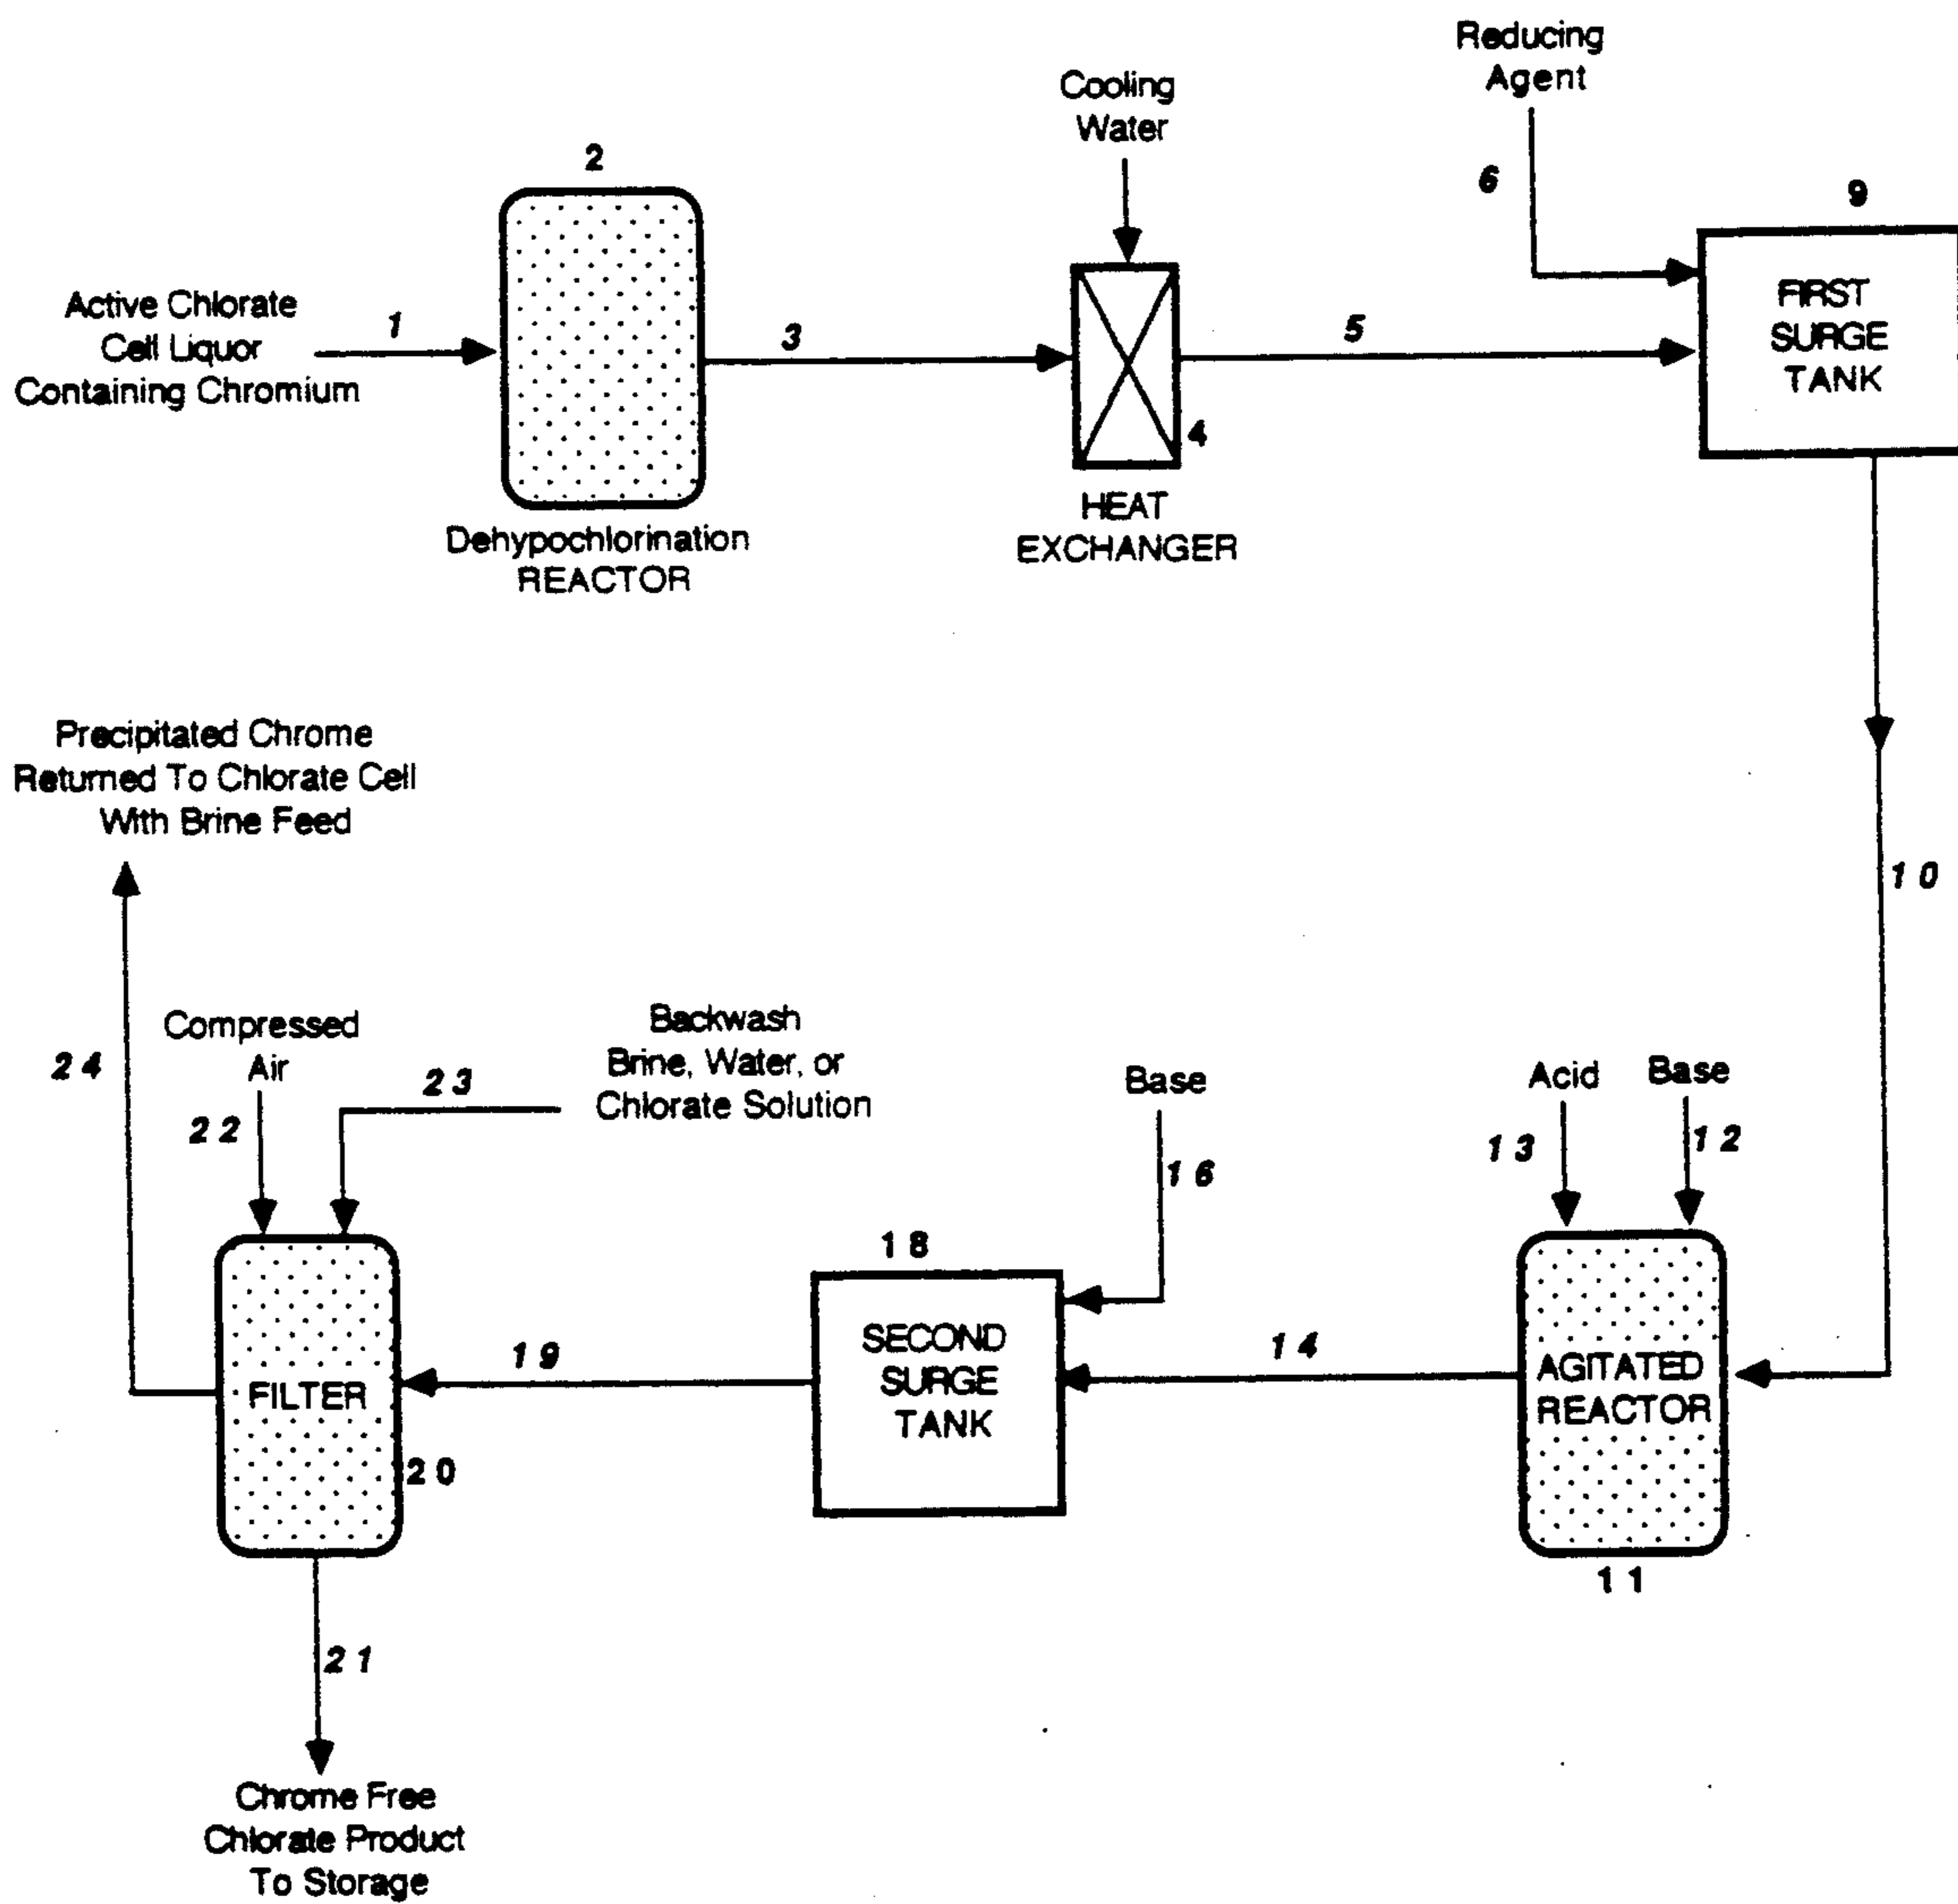 Reducing
Agent
6
Cooling
Water
2
9
Active Chlorate
Cell Liquor
Containing Chromium
1
3
4
5
FIRST
SURGE
TANK
HEAT
EXCHANGER
Dehypochlorination
REACTOR
10
Precipitated Chrome
Returned To Chlorate Cell
With Brine Feed
24
Compressed
Air
22
23
Backwash
Brine, Water, or
Chlorate Solution
Base
16
Acid
Base
13
12
18
SECOND
SURGE
TANK
19
14
AGITATED
REACTOR
11
FILTER
20
21
Chrome Free
Chlorate Product
To Storage